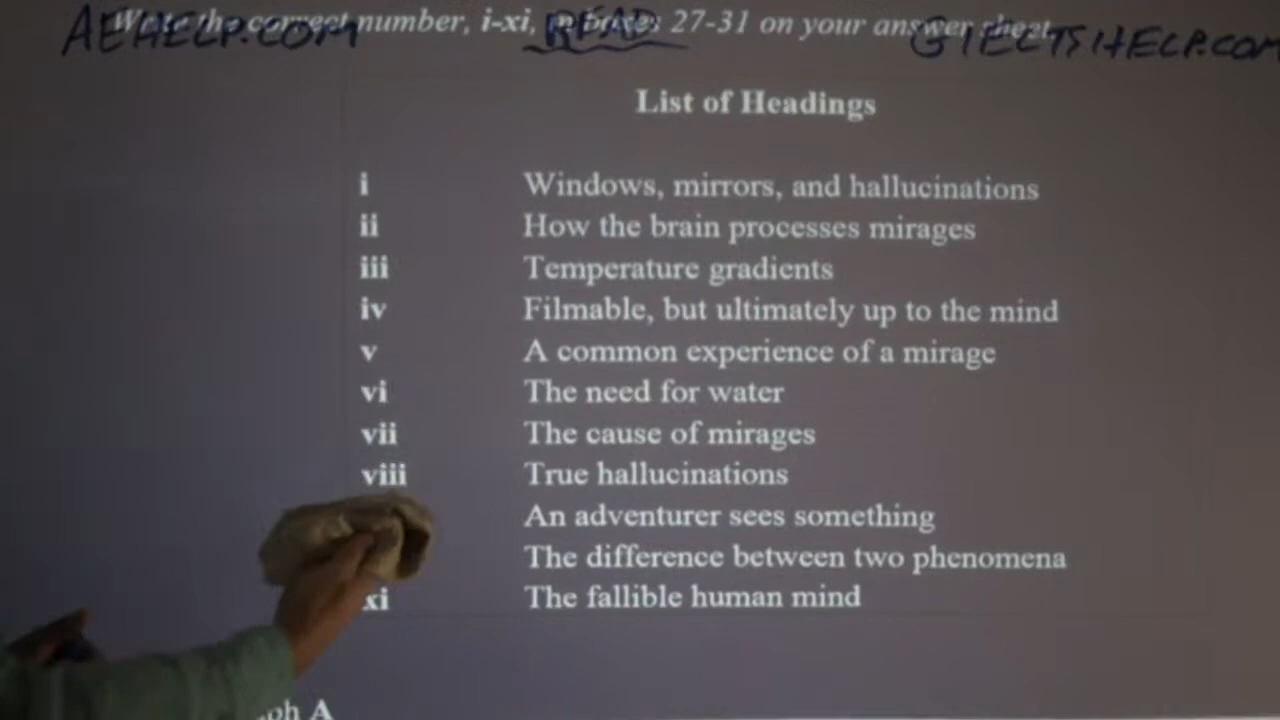 Write the correct number, i-xi, in boxes 27-31 on your answer sheet.
AEHELP.COM READ GIELTSHELP.COM
List of Headings
i Windows, mirrors, and hallucinations
ii How the brain processes mirages
iii Temperature gradients
iv Filmable, but ultimately up to the mind
v A common experience of a mirage
vi The need for water
vii The cause of mirages
viii True hallucinations
An adventurer sees something
The difference between two phenomena
xi The fallible human mind
ph A